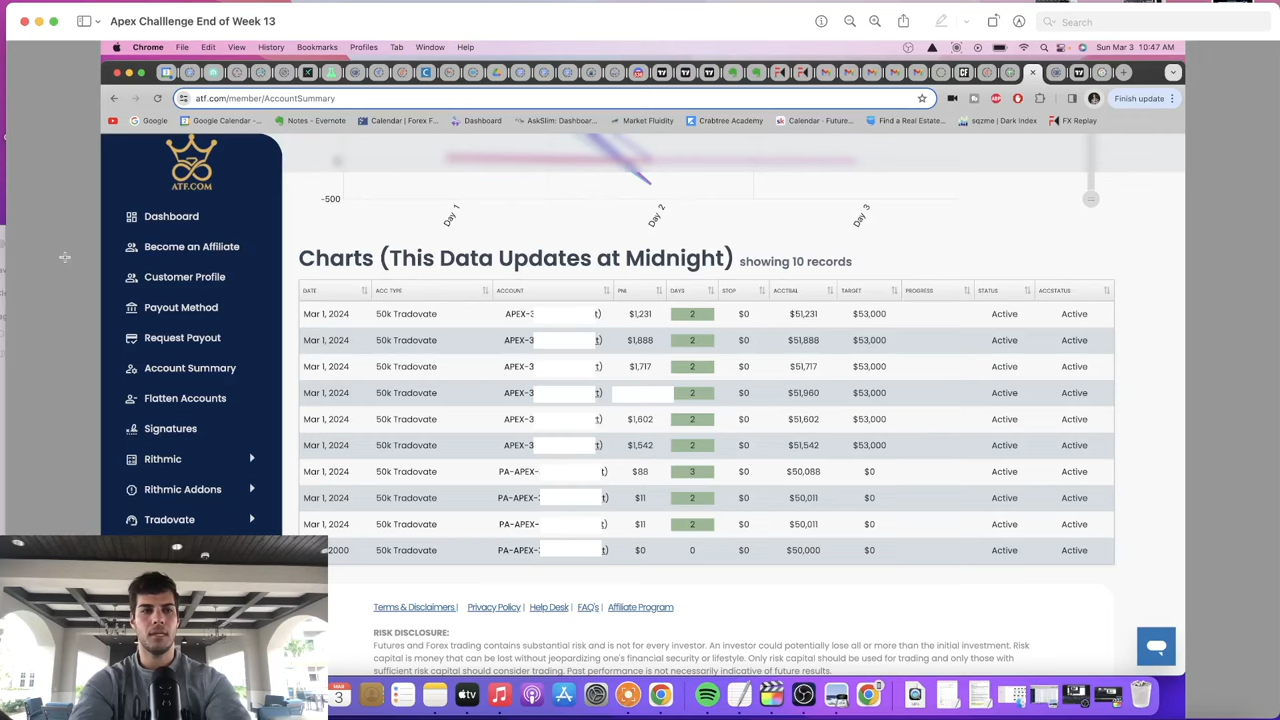 Apex Challlenge End of Week 13
Search
Chrome File Edit View History Bookmarks Profiles Tab Window Help
Sun Mar 3 10:47 AM
atf.com/member/AccountSummary
Finish update
Google
Google Calendar -...
Notes - Evernote
Calendar | Forex F...
Dashboard
AskSlim: Dashboar...
Market Fluidity
Crabtree Academy
Calendar - Future...
Find a Real Estate...
sqzme | Dark Index
FX Replay
ATF.COM
Dashboard
Become an Affiliate
Customer Profile
Payout Method
Request Payout
Account Summary
Flatten Accounts
Signatures
Rithmic
Rithmic Addons
Tradovate
-500
Day 1
Day 2
Day 3
Charts (This Data Updates at Midnight) showing 10 records
DATE ACC TYPE ACCOUNT PNL DAYS STOP ACCTBAL TARGET PROGRESS STATUS ACCSTATUS
Mar 1, 2024 50k Tradovate APEX-3 t) $1,231 2 $0 $51,231 $53,000 Active Active
Mar 1, 2024 50k Tradovate APEX-3 t) $1,888 2 $0 $51,888 $53,000 Active Active
Mar 1, 2024 50k Tradovate APEX-3 t) $1,717 2 $0 $51,717 $53,000 Active Active
Mar 1, 2024 50k Tradovate APEX-3 t) 2 $0 $51,960 $53,000 Active Active
Mar 1, 2024 50k Tradovate APEX-3 t) $1,602 2 $0 $51,602 $53,000 Active Active
Mar 1, 2024 50k Tradovate APEX-3 t) $1,542 2 $0 $51,542 $53,000 Active Active
Mar 1, 2024 50k Tradovate PA-APEX- t) $88 3 $0 $50,088 $0 Active Active
Mar 1, 2024 50k Tradovate PA-APEX- t) $11 2 $0 $50,011 $0 Active Active
Mar 1, 2024 50k Tradovate PA-APEX- t) $11 2 $0 $50,011 $0 Active Active
2000 50k Tradovate PA-APEX- t) $0 0 $0 $50,000 $0 Active Active
Terms & Disclaimers | Privacy Policy | Help Desk | FAQ's | Affiliate Program
RISK DISCLOSURE:
Futures and Forex trading contains substantial risk and is not for every investor. An investor could potentially lose all or more than the initial investment. Risk
capital is money that can be lost without jeopardizing one's financial security or lifestyle. Only risk capital should be used for trading and only those with
sufficient risk capital should consider trading. Past performance is not necessarily indicative of future results.